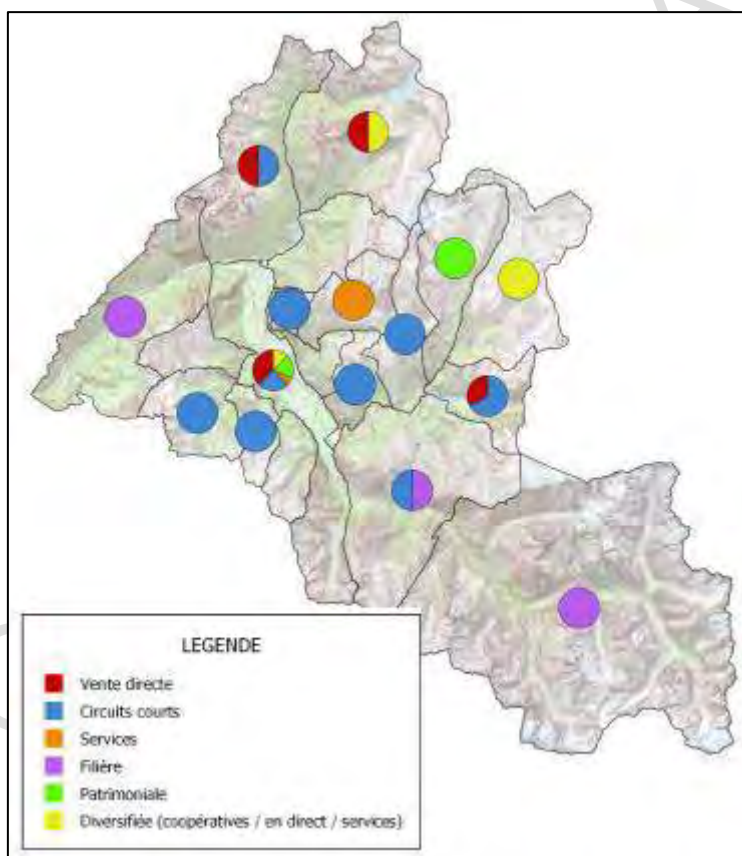 LEGENDE
Vente directe
Circuits courts
Services
Filière
Patrimoniale
Diversifiée (coopératives / en direct / services)